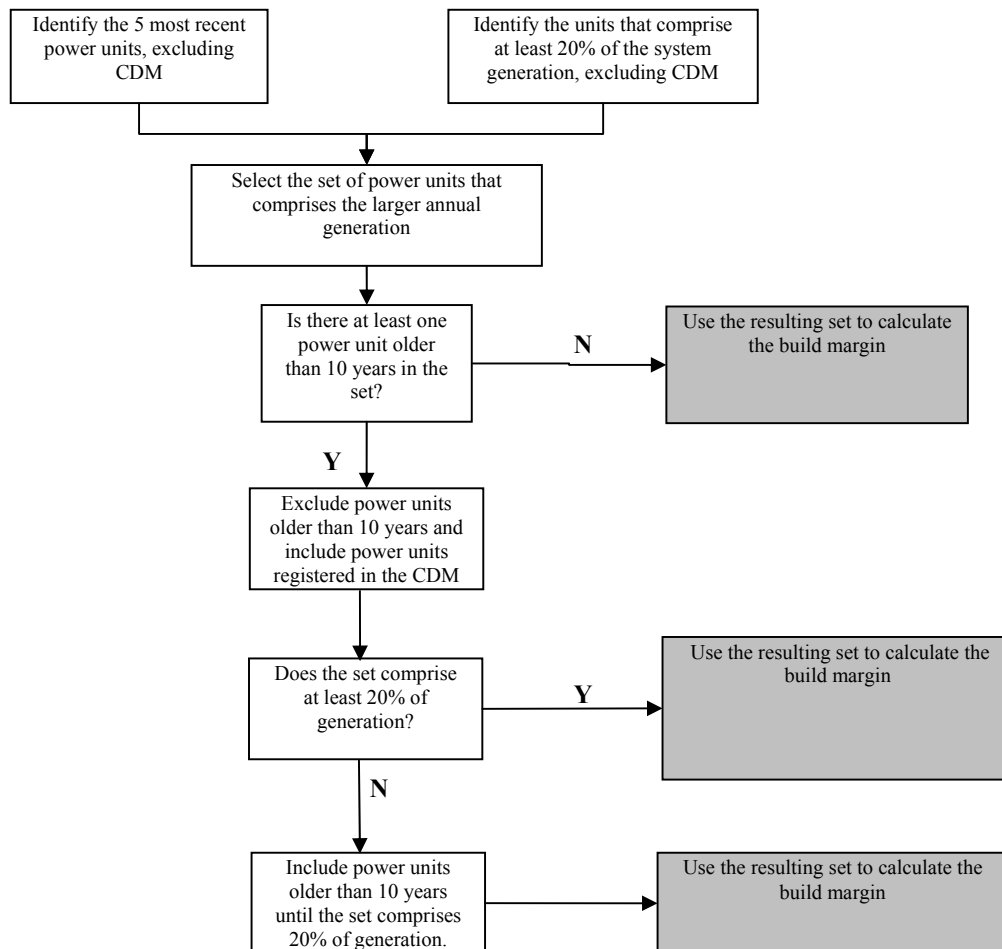 Identify the 5 most recent
power units, excluding
CDM
Identify the units that comprise
at least 20% of the system
generation, excluding CDM
Select the set of power units that
comprises the larger annual
generation
Is there at least one
power unit older
than 10 years in the
set?
N
Use the resulting set to calculate
the build margin
Y
Exclude power units
older than 10 years and
include power units
registered in the CDM
Does the set comprise
at least 20% of
generation?
Y
Use the resulting set to calculate the
build margin
N
Include power units
older than 10 years
until the set comprises
20% of generation.
Use the resulting set to calculate the
build margin